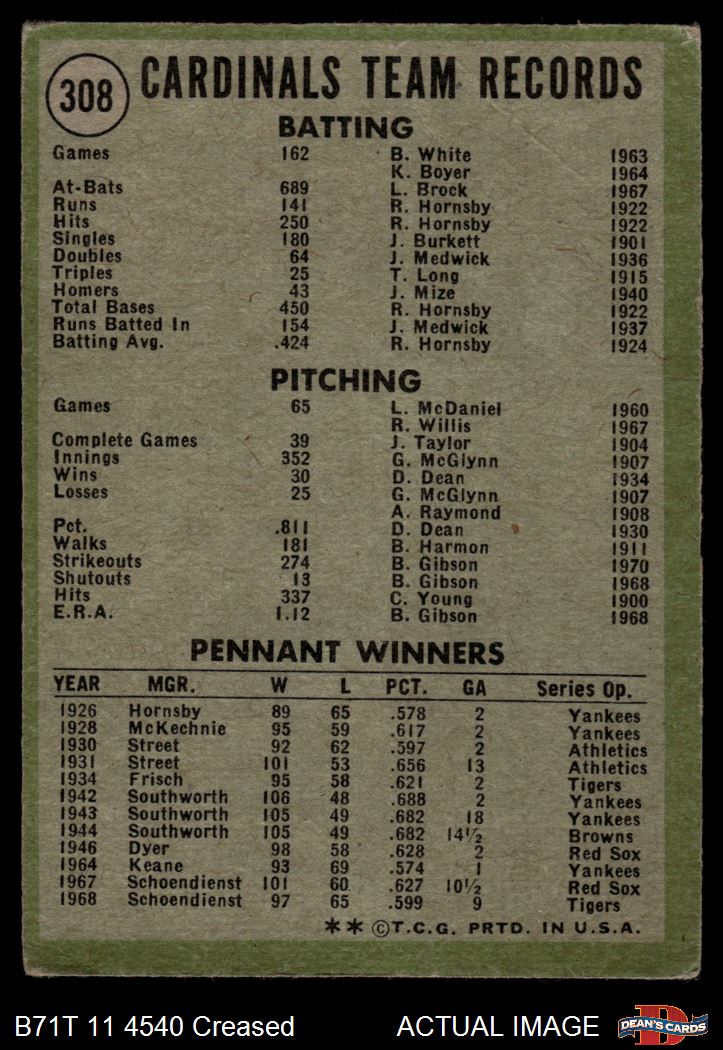 308
CARDINALS TEAM RECORDS
BATTING
Games 162 B. White 1963
K. Boyer 1964
At-Bats 689 L. Brock 1967
Runs 141 R. Hornsby 1922
Hits 250 R. Hornsby 1922
Singles 180 J. Burkett 1901
Doubles 64 J. Medwick 1936
Triples 25 T. Long 1915
Homers 43 J. Mize 1940
Total Bases 450 R. Hornsby 1922
Runs Batted In 154 J. Medwick 1937
Batting Avg. .424 R. Hornsby 1924
PITCHING
Games 65 L. McDaniel 1960
R. Willis 1967
Complete Games 39 J. Taylor 1904
Innings 352 G. McGlynn 1907
Wins 30 D. Dean 1934
Losses 25 G. McGlynn 1907
A. Raymond 1908
Pct. .811 D. Dean 1930
Walks 181 B. Harmon 1911
Strikeouts 274 B. Gibson 1970
Shutouts 13 B. Gibson 1968
Hits 337 C. Young 1900
E.R.A. 1.12 B. Gibson 1968
PENNANT WINNERS
YEAR MGR. W L PCT. GA Series Op.
1926 Hornsby 89 65 .578 2 Yankees
1928 McKechnie 95 59 .617 2 Yankees
1930 Street 92 62 .597 2 Athletics
1931 Street 101 53 .656 13 Athletics
1934 Frisch 95 58 .621 2 Tigers
1942 Southworth 106 48 .688 2 Yankees
1943 Southworth 105 49 .682 18 Yankees
1944 Southworth 105 49 .682 14½ Browns
1946 Dyer 98 58 .628 2 Red Sox
1964 Keane 93 69 .574 1 Yankees
1967 Schoendienst 101 60 .627 10½ Red Sox
1968 Schoendienst 97 65 .599 9 Tigers
**©T.C.G. PRTD. IN U.S.A.
B71T 11 4540 Creased ACTUAL IMAGE
D
DEAN'S CARDS